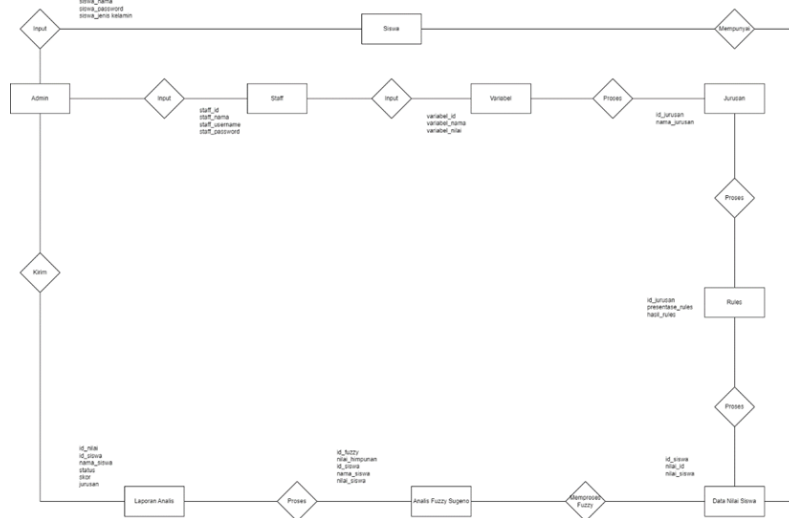 siswa_nama
siswa_password
siswa_jenis kelamin
Input
Siswa
Mempunyai
Admin
Input
Staff
Input
Variabel
Proses
Jurusan
staff_id
staff_nama
staff_username
staff_password
variabel_id
variabel_nama
variabel_nilai
id_jurusan
nama_jurusan
Proses
Kirim
id_jurusan
presentase_rules
hasil_rules
Rules
Proses
id_nilai
id_siswa
nama_siswa
status
skor
jurusan
id_fuzzy
nilai_himpunan
id_siswa
nama_siswa
nilai_siswa
id_siswa
nilai_id
nilai_siswa
Laporan Analis
Proses
Analis Fuzzy Sugeno
Memproses
Fuzzy
Data Nilai Siswa